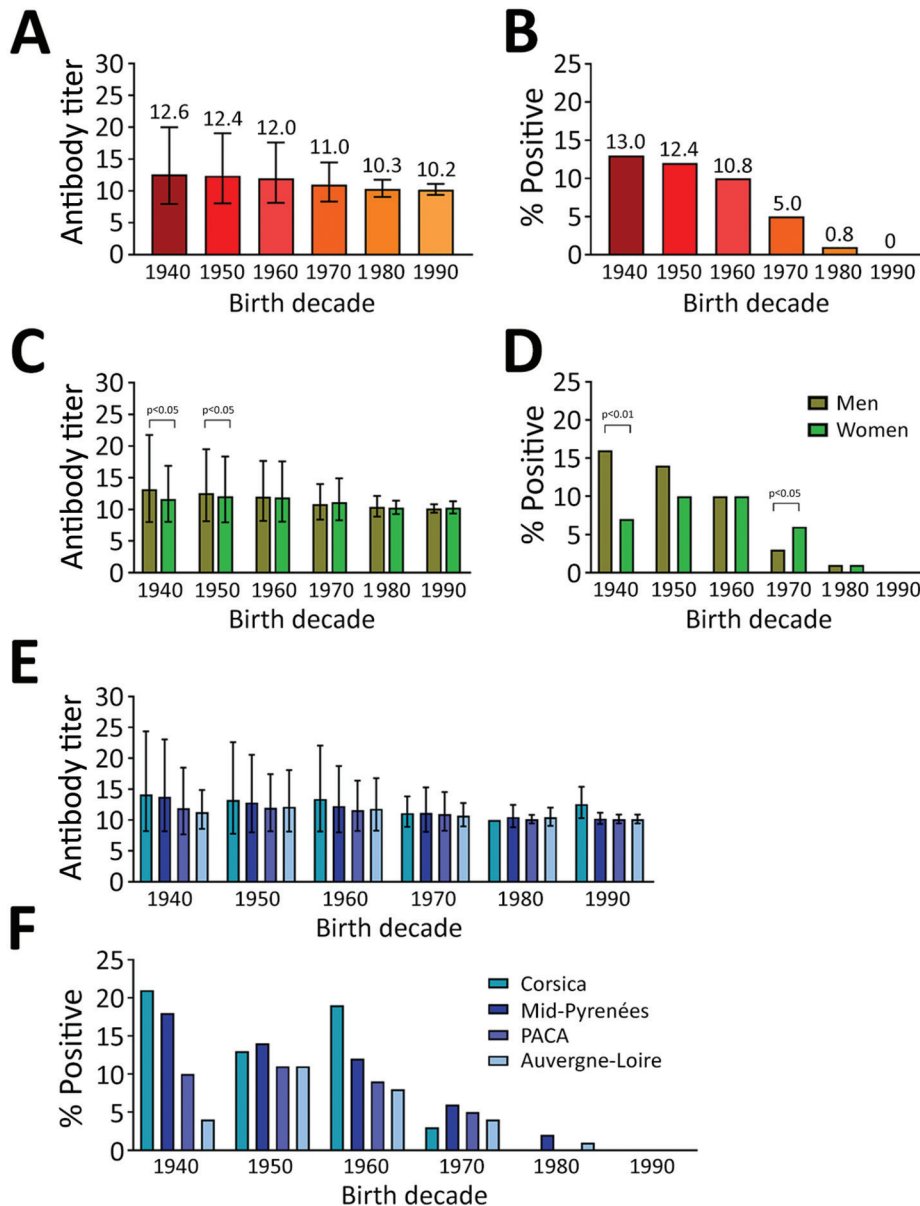 A
Antibody titer
30
25
20
15
10
5
0
12.6 12.4 12.0 11.0 10.3 10.2
1940 1950 1960 1970 1980 1990
Birth decade
B
% Positive
25
20
15
10
5
0
13.0 12.4 10.8 5.0 0.8 0
1940 1950 1960 1970 1980 1990
Birth decade
C
Antibody titer
30
25
20
15
10
5
0
p<0.05 p<0.05
1940 1950 1960 1970 1980 1990
Birth decade
D
% Positive
25
20
15
10
5
0
Men
Women
p<0.01
p<0.05
1940 1950 1960 1970 1980 1990
Birth decade
E
Antibody titer
30
25
20
15
10
5
0
1940 1950 1960 1970 1980 1990
Birth decade
F
% Positive
25
20
15
10
5
0
Corsica
Mid-Pyrenées
PACA
Auvergne-Loire
1940 1950 1960 1970 1980 1990
Birth decade